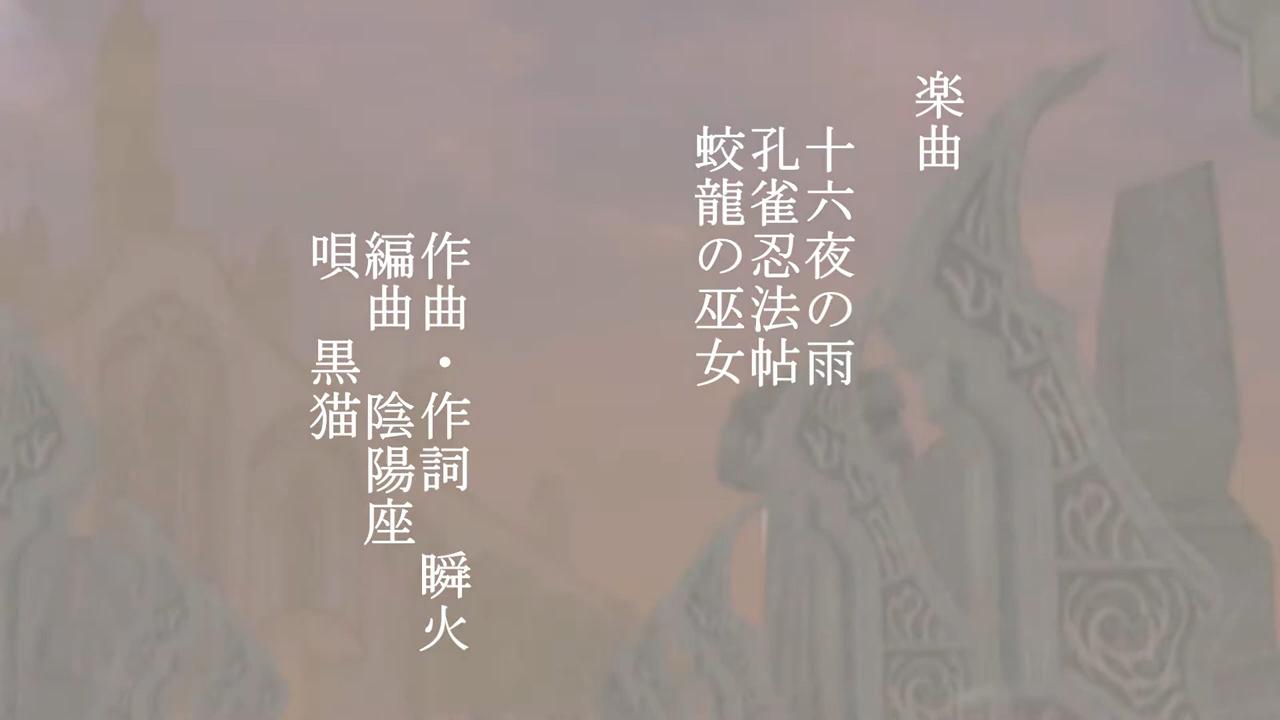 楽曲
十六夜の雨
孔雀忍法帖
蛟龍の巫女
作曲・作詞　瞬火
編曲　陰陽座
唄　黒猫